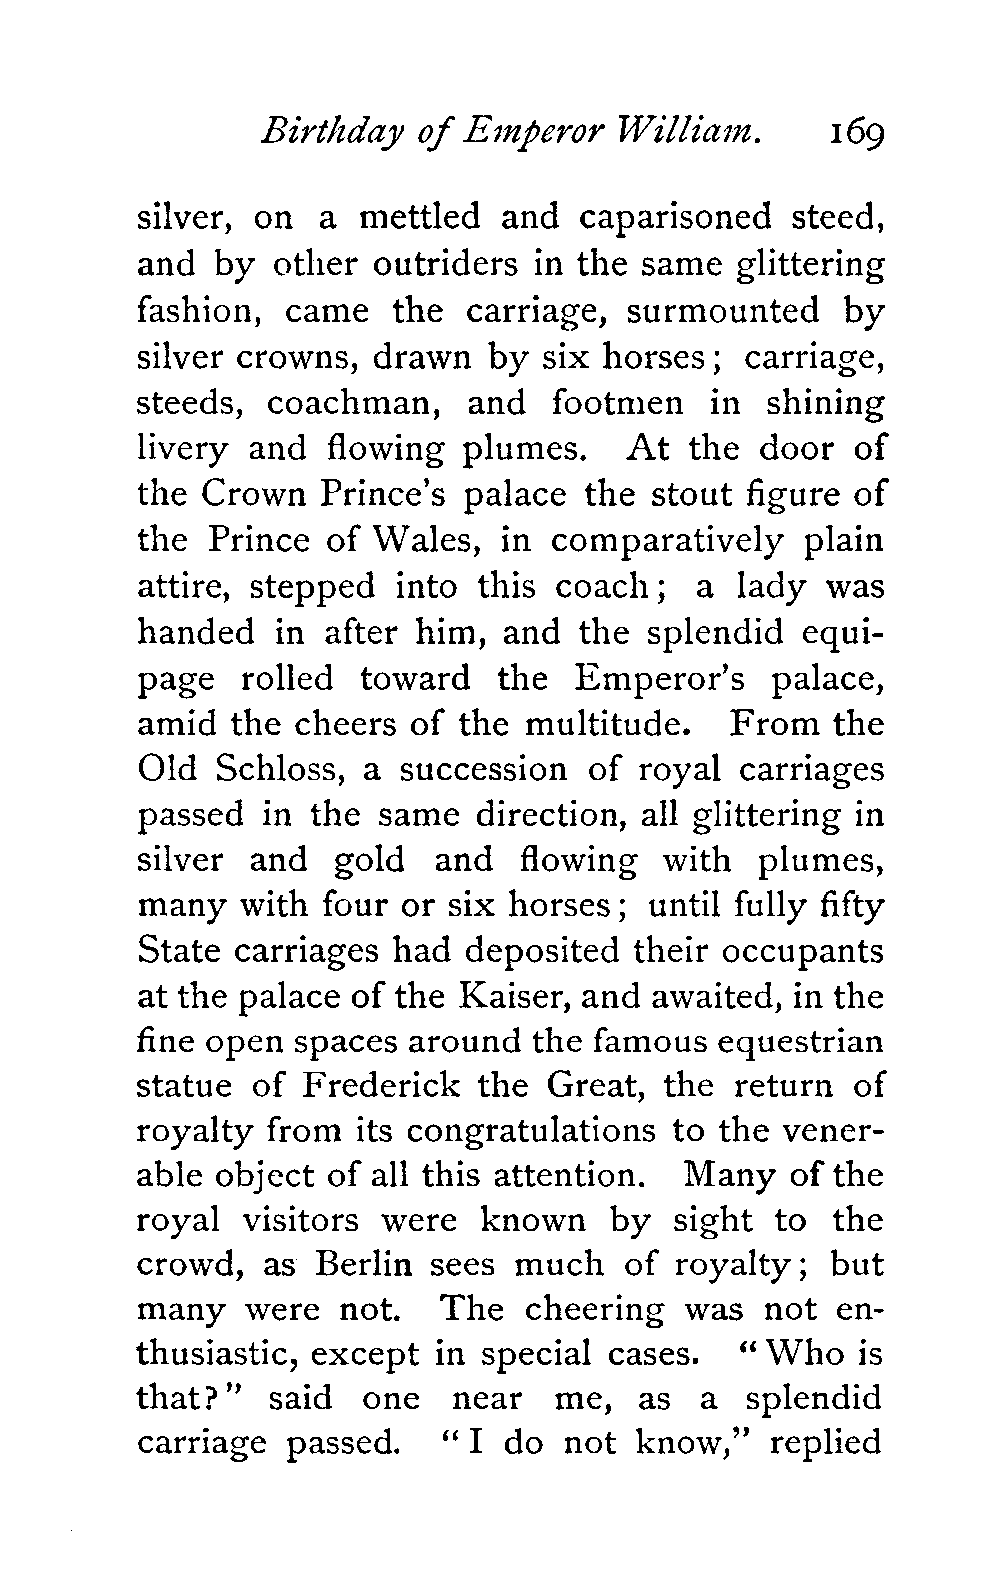 Birthday of Emperor William. 169
silver, on a mettled and caparisoned steed,
and by other outriders in the same glittering
fashion, came the carriage, surmounted by
silver crowns, drawn by six horses; carriage,
steeds, coachman, and footmen in shining
livery and flowing plumes. At the door of
the Crown Prince's palace the stout figure of
the Prince of Wales, in comparatively plain
attire, stepped into this coach; a lady was
handed in after him, and the splendid equi-
page rolled toward the Emperor's palace,
amid the cheers of the multitude. From the
Old Schloss, a succession of royal carriages
passed in the same direction, all glittering in
silver and gold and flowing with plumes,
many with four or six horses; until fully fifty
State carriages had deposited their occupants
at the palace of the Kaiser, and awaited, in the
fine open spaces around the famous equestrian
statue of Frederick the Great, the return of
royalty from its congratulations to the vener-
able object of all this attention. Many of the
royal visitors were known by sight to the
crowd, as Berlin sees much of royalty; but
many were not. The cheering was not en-
thusiastic, except in special cases. "Who is
that?" said one near me, as a splendid
carriage passed. "I do not know," replied